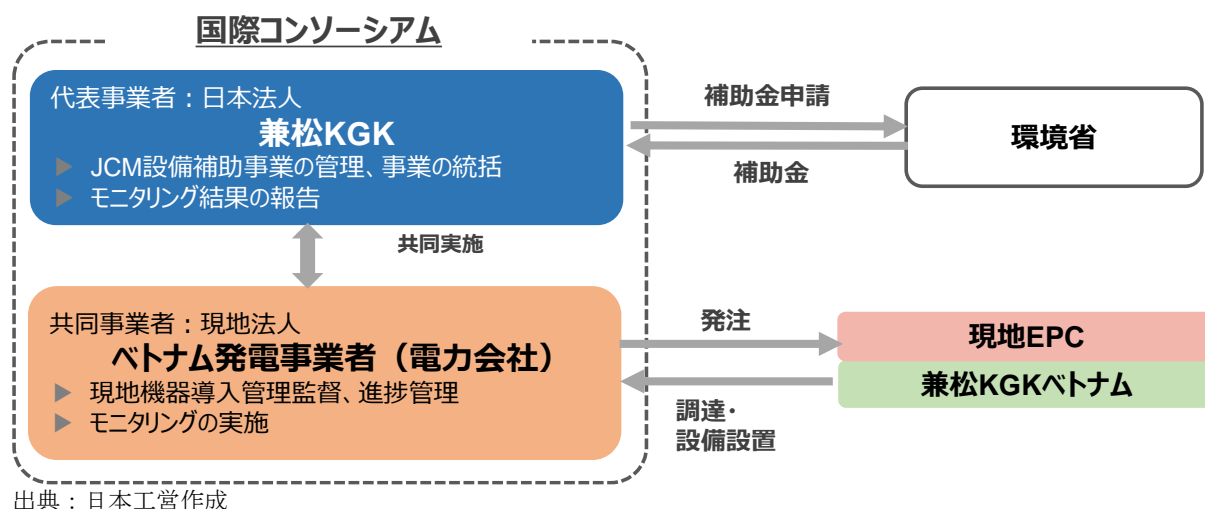 国際コンソーシアム
代表事業者：日本法人
兼松KGK
▶ JCM設備補助事業の管理、事業の統括
▶ モニタリング結果の報告
共同実施
共同事業者：現地法人
ベトナム発電事業者（電力会社）
▶ 現地機器導入管理監督、進捗管理
▶ モニタリングの実施
補助金申請
補助金
環境省
発注
調達・
設備設置
現地EPC
兼松KGKベトナム
出典：日本工営作成